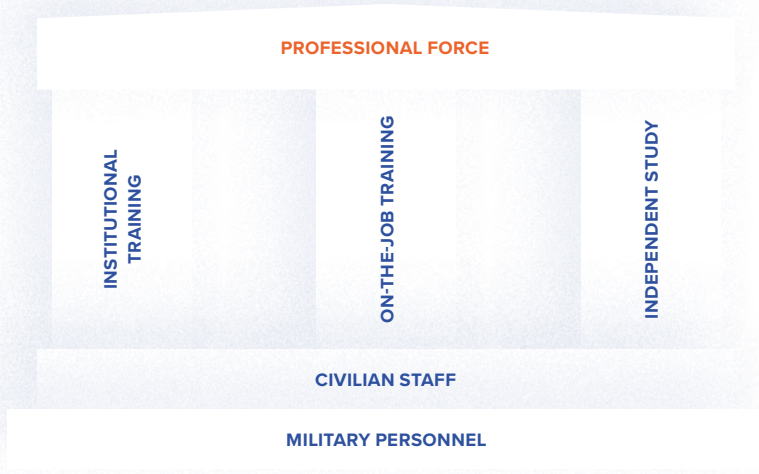 PROFESSIONAL FORCE
INSTITUTIONAL
TRAINING
ON-THE-JOB TRAINING
INDEPENDENT STUDY
CIVILIAN STAFF
MILITARY PERSONNEL